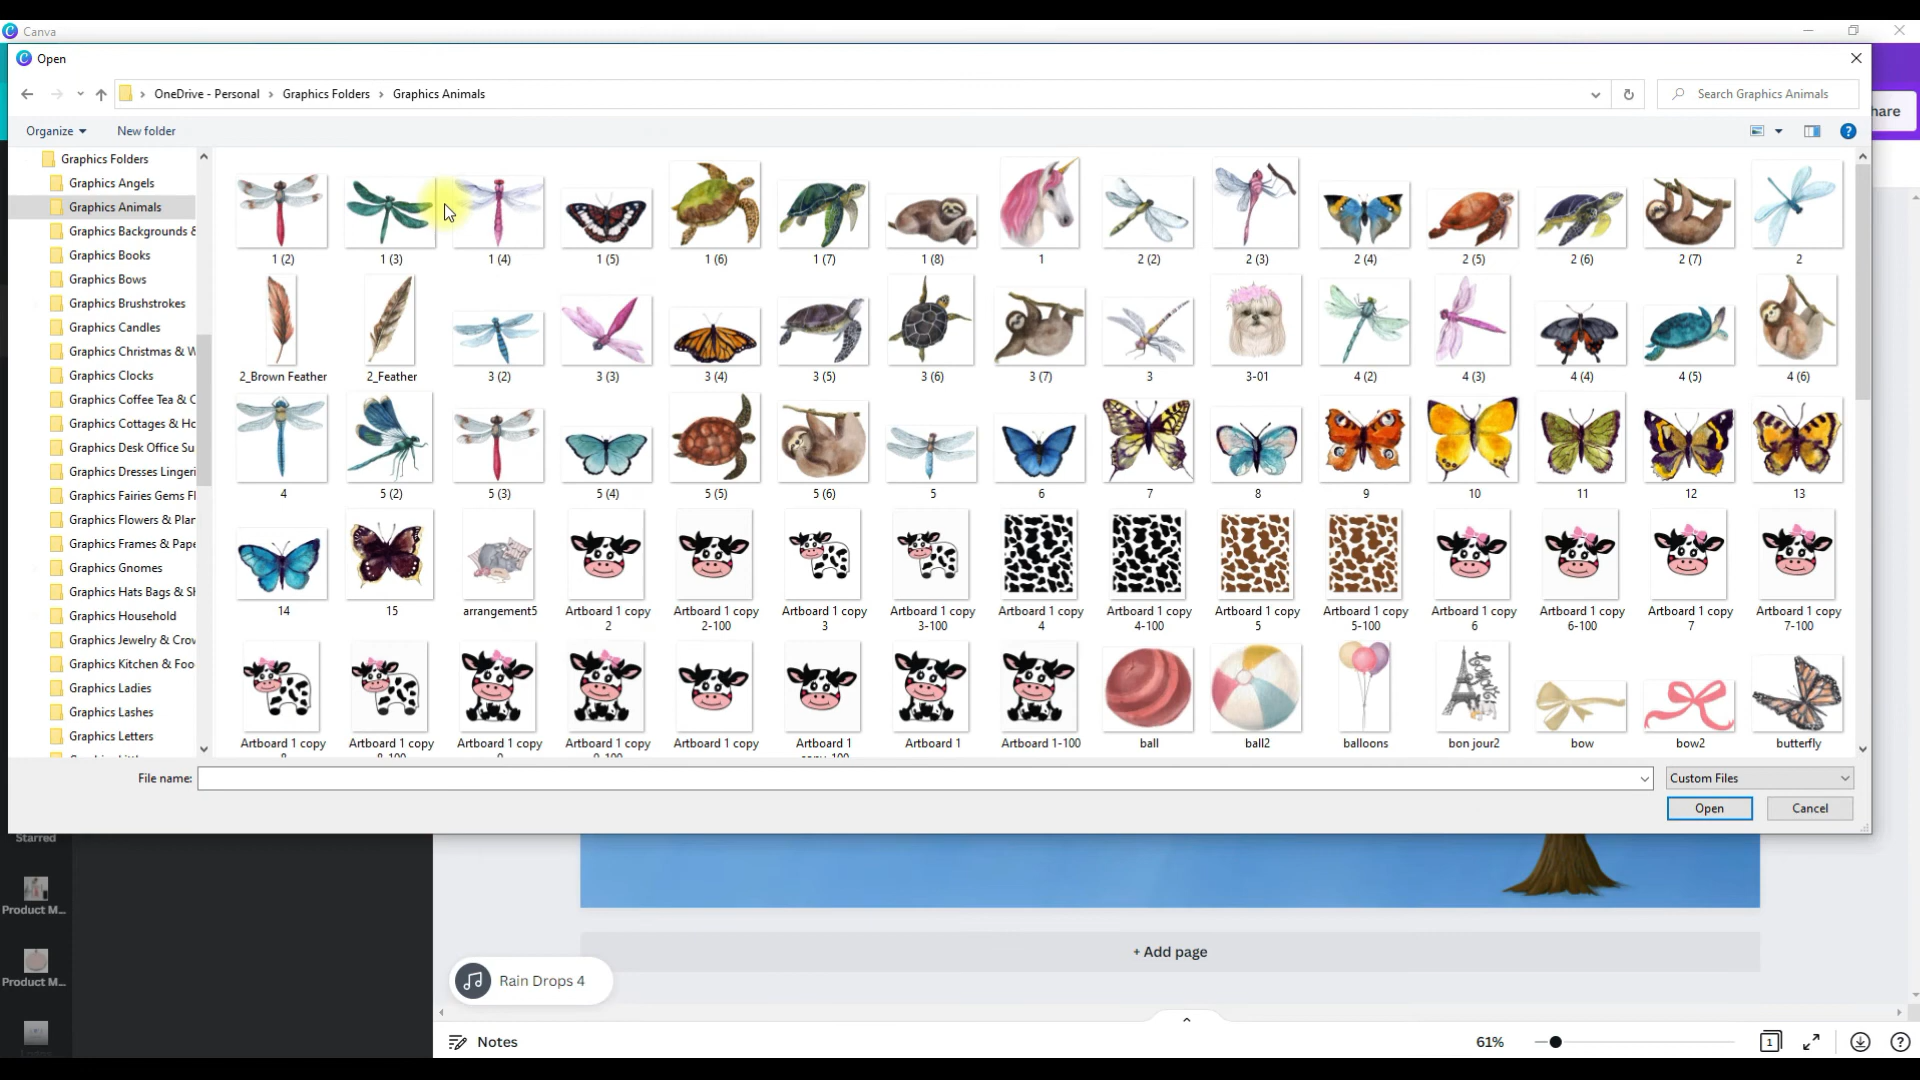 Canva
Open
OneDrive - Personal › Graphics Folders › Graphics Animals
Search Graphics Animals
hare
Organize
New folder
Graphics Folders
Graphics Angels
Graphics Animals
Graphics Backgrounds &
Graphics Books
Graphics Bows
Graphics Brushstrokes
Graphics Candles
Graphics Christmas & W
Graphics Clocks
Graphics Coffee Tea & C
Graphics Cottages & Ho
Graphics Desk Office Su
Graphics Dresses Lingeri
Graphics Fairies Gems Fl
Graphics Flowers & Plan
Graphics Frames & Pape
Graphics Gnomes
Graphics Hats Bags & Sh
Graphics Household
Graphics Jewelry & Crow
Graphics Kitchen & Foo
Graphics Ladies
Graphics Lashes
Graphics Letters
1 (2) 1 (3) 1 (4) 1 (5) 1 (6) 1 (7) 1 (8) 1 2 (2) 2 (3) 2 (4) 2 (5) 2 (6) 2 (7) 2
2_Brown Feather 2_Feather 3 (2) 3 (3) 3 (4) 3 (5) 3 (6) 3 (7) 3 3-01 4 (2) 4 (3) 4 (4) 4 (5) 4 (6)
4 5 (2) 5 (3) 5 (4) 5 (5) 5 (6) 5 6 7 8 9 10 11 12 13
14 15 arrangement5 Artboard 1 copy Artboard 1 copy Artboard 1 copy Artboard 1 copy Artboard 1 copy Artboard 1 copy Artboard 1 copy Artboard 1 copy Artboard 1 copy Artboard 1 copy Artboard 1 copy Artboard 1 copy
2 2-100 3 3-100 4 4-100 5 5-100 6 6-100 7 7-100
Artboard 1 copy Artboard 1 copy Artboard 1 copy Artboard 1 copy Artboard 1 copy Artboard 1 Artboard 1 Artboard 1-100 ball ball2 balloons bon jour2 bow bow2 butterfly
File name:
Custom Files
Open
Cancel
Starred
Product M...
Product M...
+ Add page
Rain Drops 4
Notes
61%
1